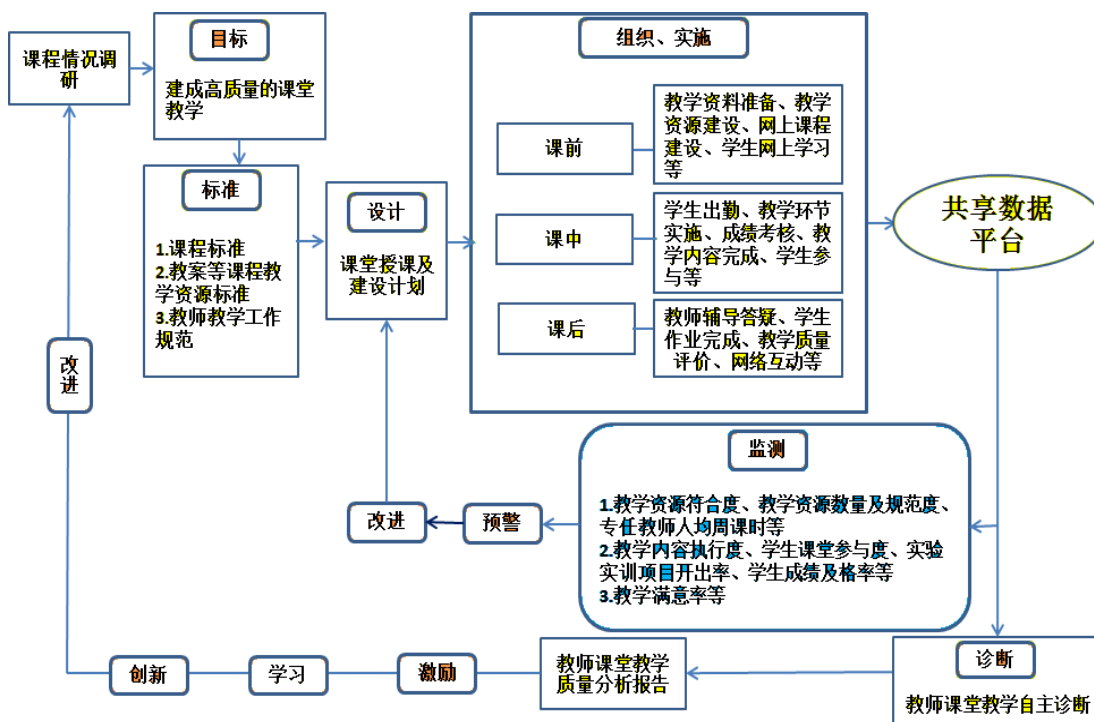 课程情况调
研
目标
建成高质量的课堂
教学
标准
1.课程标准
2.教案等课程教
学资源标准
3.教师教学工作
规范
设计
课堂授课及
建设计划
组织、实施
课前
教学资料准备、教学
资源建设、网上课程
建设、学生网上学习
等
课中
学生出勤、教学环节
实施、成绩考核、教
学内容完成、学生参
与等
课后
教师辅导答疑、学生
作业完成、教学质量
评价、网络互动等
共享数据
平台
监测
1.教学资源符合度、教学资源数量及规范度、
专任教师人均周课时等
2.教学内容执行度、学生课堂参与度、实验
实训项目开出率、学生成绩及格率等
3.教学满意率等
预警
改进
诊断
教师课堂教学自主诊断
教师课堂教学
质量分析报告
激励
学习
创新
改
进